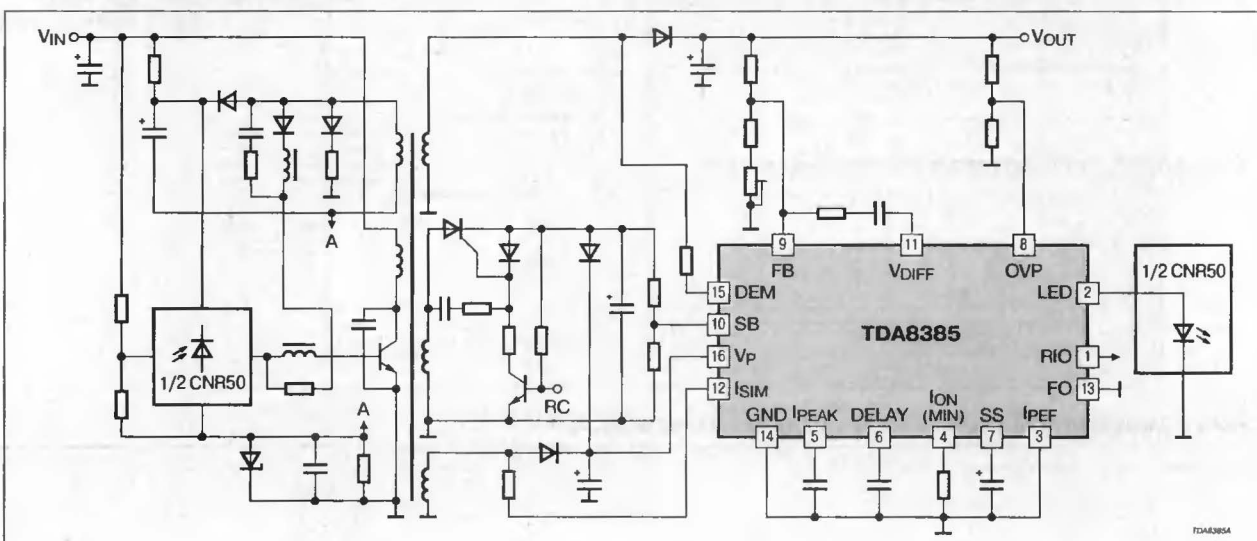 VIN
VOUT
A
9
11
8
FB
VDIFF
OVP
1/2 CNR50
15
DEM
LED
2
10
SB
TDA8385
1/2 CNR50
16
VP
RIO
1
A
RC
12
ISIM
FO
13
GND
IPEAK
DELAY
ION
(MIN)
SS
IPEF
14
5
6
4
7
3
TDA8385A